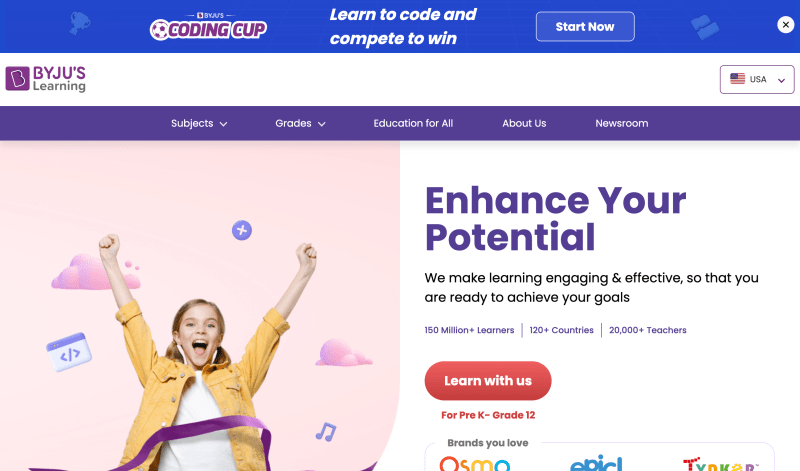 BYJU'S
CODING CUP
Learn to code and
compete to win
Start Now
BYJU'S
Learning
USA
Subjects
Grades
Education for All
About Us
Newsroom
Enhance Your
Potential
We make learning engaging & effective, so that you
are ready to achieve your goals
150 Million+ Learners
120+ Countries
20,000+ Teachers
Learn with us
For Pre K- Grade 12
Brands you love
OSMO
epic!
TYNKER